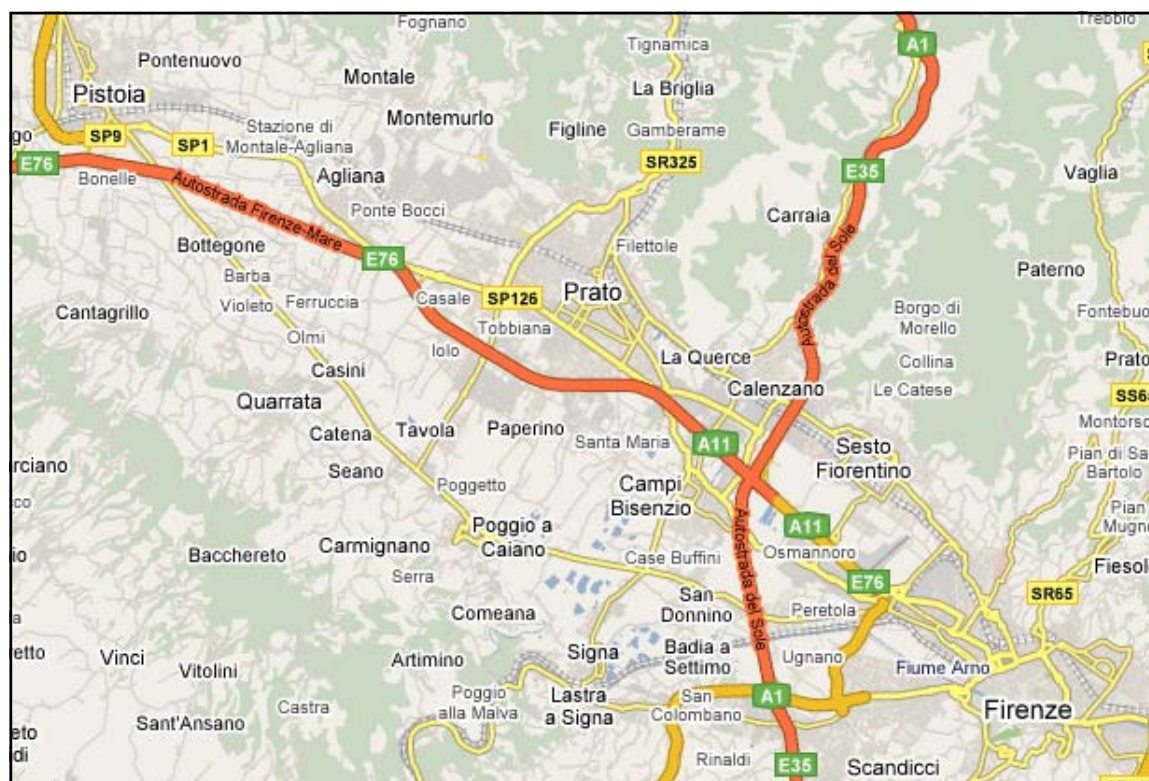 Fognano
Trebbio
A1
Tignamica
Pontenuovo
Montale
La Briglia
Pistoia
Montemurlo
Figline
Gamberame
Stazione di
Montale-Agliana
SP9
SP1
SR325
E76
E35
Vaglia
Bonelle
Agliana
Autostrada Firenze-Mare
Ponte Bocci
Carraia
Bottegone
Filettole
Autostrada del Sole
E76
Paterno
Barba
Casale
SP126
Prato
Violeto
Ferruccia
Cantagrillo
Tobbiana
Borgo di
Morello
Olmi
Iolo
La Querce
Collina
Prato
Casini
Calenzano
Le Catese
Quarrata
Catena
Tavola
Paperino
Santa Maria
A11
Sesto
Fiorentino
Seano
Poggetto
Campi
Bisenzio
Pian di Sa
Bartolo
A11
Poggio a
Caiano
Autostrada del Sole
Bacchereto
Carmignano
Case Buffini
Osmannoro
Serra
E76
SR65
Comeana
San
Donnino
Peretola
Vinci
Vitolini
Artimino
Signa
Badia a
Settimo
Ugnano
Fiume Arno
Poggio
alla Malva
Lastra
a Signa
A1
San
Colombano
Sant'Ansano
Castra
Firenze
Rinaldi
E35
Scandicci